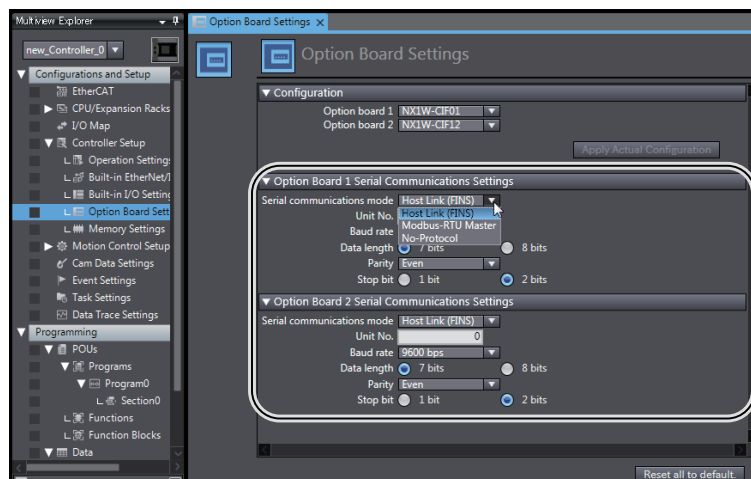 Multiview Explorer
new_Controller_0
Configurations and Setup
EtherCAT
CPU/Expansion Racks
I/O Map
Controller Setup
Operation Settings
Built-in EtherNet/I
Built-in I/O Setting
Option Board Sett
Memory Settings
Motion Control Setup
Cam Data Settings
Event Settings
Task Settings
Data Trace Settings
Programming
POUs
Programs
Program0
Section0
Functions
Function Blocks
Data
Option Board Settings ×
Option Board Settings
Configuration
Option board 1 NX1W-CIF01
Option board 2 NX1W-CIF12
Apply Actual Configuration
Option Board 1 Serial Communications Settings
Serial communications mode Host Link (FINS)
Unit No. Host Link (FINS)
Modbus-RTU Master
Baud rate
No-Protocol
Data length 7 bits 8 bits
Parity Even
Stop bit 1 bit 2 bits
Option Board 2 Serial Communications Settings
Serial communications mode Host Link (FINS)
Unit No. 0
Baud rate 9600 bps
Data length 7 bits 8 bits
Parity Even
Stop bit 1 bit 2 bits
Reset all to default.